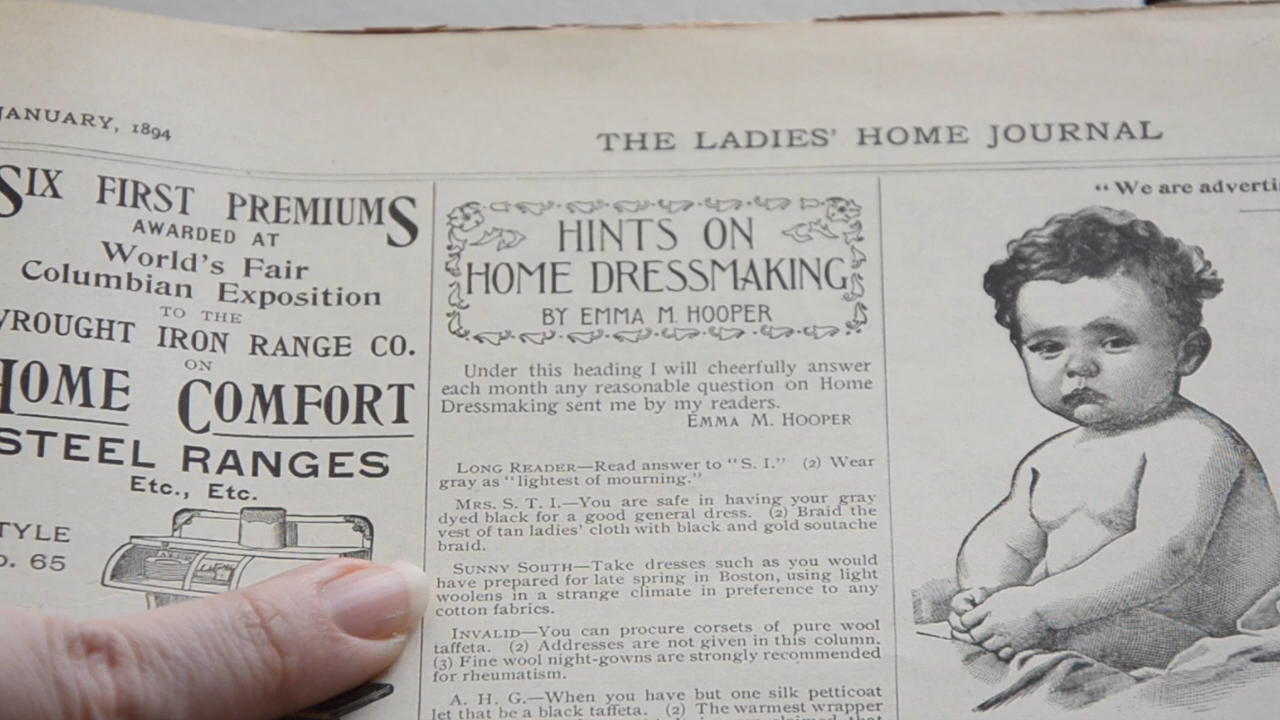 JANUARY, 1894
THE LADIES' HOME JOURNAL
SIX FIRST PREMIUMS
AWARDED AT
World's Fair
Columbian Exposition
TO THE
WROUGHT IRON RANGE CO.
ON
HOME COMFORT
STEEL RANGES
Etc., Etc.
STYLE
No. 65
HINTS ON
HOME DRESSMAKING
BY EMMA M. HOOPER
Under this heading I will cheerfully answer
each month any reasonable question on Home
Dressmaking sent me by my readers.
EMMA M. HOOPER
LONG READER—Read answer to "S. I." (2) Wear
gray as "lightest of mourning."
MRS. S. T. I.—You are safe in having your gray
dyed black for a good general dress. (2) Braid the
vest of tan ladies' cloth with black and gold soutache
braid.
SUNNY SOUTH—Take dresses such as you would
have prepared for late spring in Boston, using light
woolens in a strange climate in preference to any
cotton fabrics.
INVALID—You can procure corsets of pure wool
taffeta. (2) Addresses are not given in this column.
(3) Fine wool night-gowns are strongly recommended
for rheumatism.
A. H. G.—When you have but one silk petticoat
let that be a black taffeta. (2) The warmest wrapper
"We are adverti